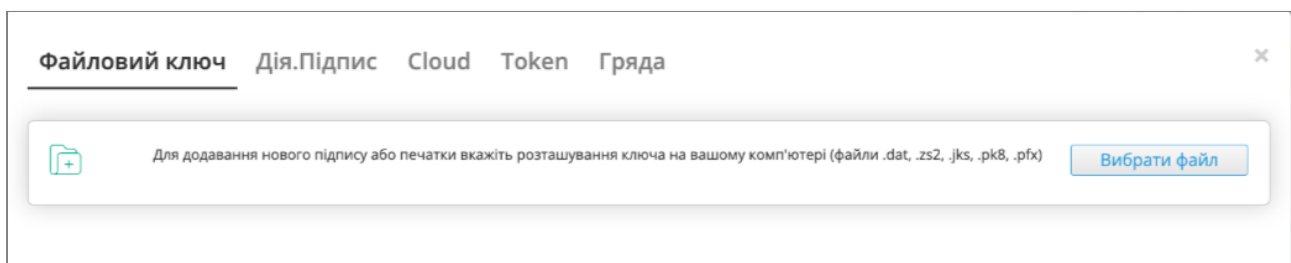 Файловий ключ Дія.Підпис Cloud Token Гряда ×
Для додавання нового підпису або печатки вкажіть розташування ключа на вашому комп'ютері (файли .dat, .zs2, .jks, .pk8, .pfx) Вибрати файл